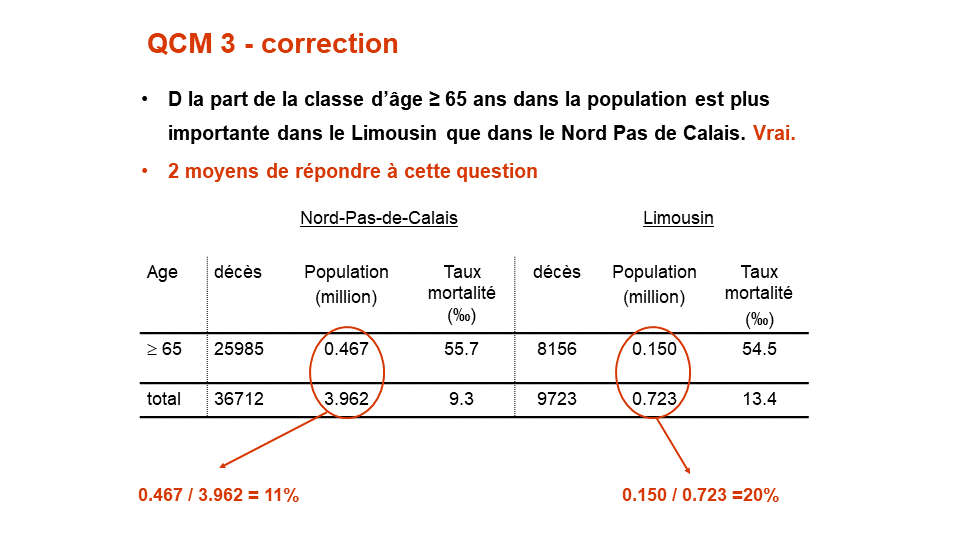 QCM 3 - correction
• D la part de la classe d’âge ≥ 65 ans dans la population est plus
importante dans le Limousin que dans le Nord Pas de Calais. Vrai.
• 2 moyens de répondre à cette question
Nord-Pas-de-Calais Limousin
Age décès Population Taux décès Population Taux
(million) mortalité (million) mortalité
(‰) (‰)
≥ 65 25985 0.467 55.7 8156 0.150 54.5
total 36712 3.962 9.3 9723 0.723 13.4
0.467 / 3.962 = 11% 0.150 / 0.723 =20%